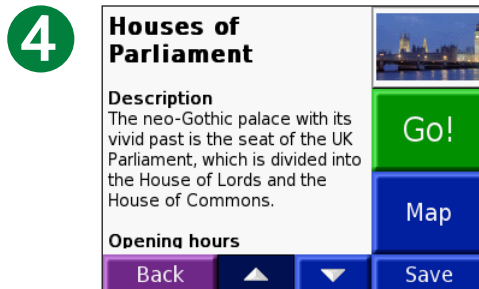 4
Houses of
Parliament
Description
The neo-Gothic palace with its
vivid past is the seat of the UK
Parliament, which is divided into
the House of Lords and the
House of Commons.
Opening hours
Go!
Map
Back
Save